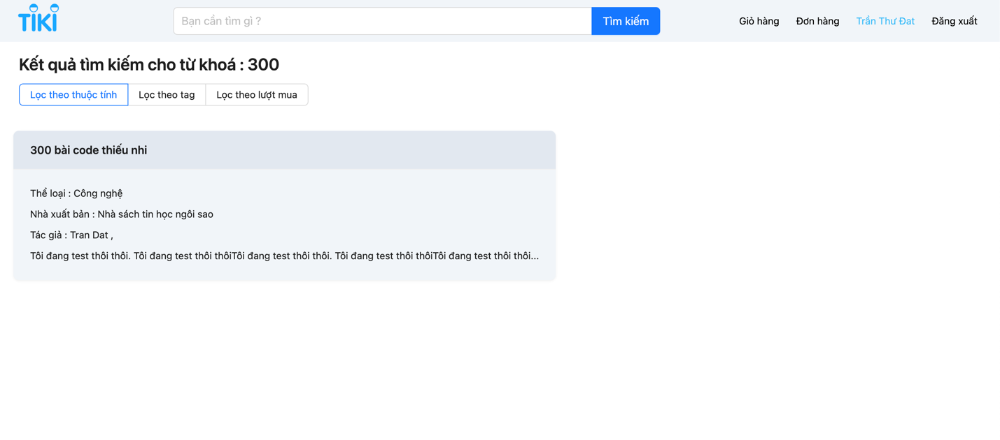 TIKI
Bạn cần tìm gì ?
Tìm kiếm
Giỏ hàng
Đơn hàng
Trần Thư Đat
Đăng xuất
Kết quả tìm kiếm cho từ khoá : 300
Lọc theo thuộc tính
Lọc theo tag
Lọc theo lượt mua
300 bài code thiếu nhi
Thể loại : Công nghệ
Nhà xuất bản : Nhà sách tin học ngôi sao
Tác giả : Tran Dat ,
Tôi đang test thôi thôi. Tôi đang test thôi thôiTôi đang test thôi thôi. Tôi đang test thôi thôiTôi đang test thôi thôi...